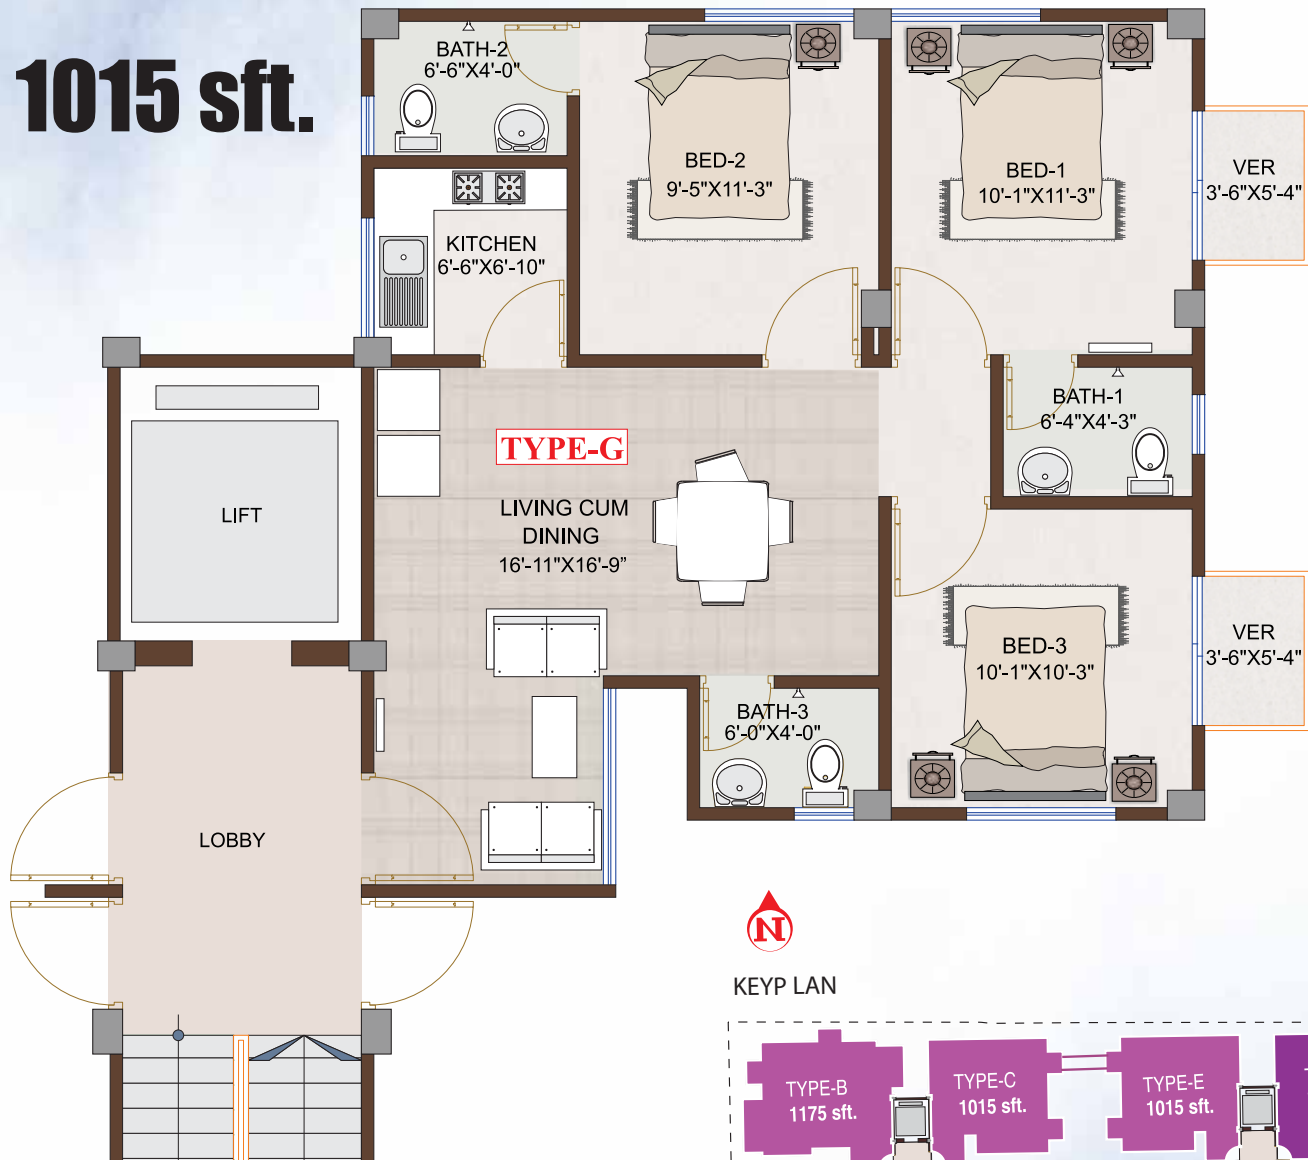 1015 sft.
BATH-2
6'-6"X4'-0"
BED-2
9'-5"X11'-3"
BED-1
10'-1"X11'-3"
VER
3'-6"X5'-4"
KITCHEN
6'-6"X6'-10"
BATH-1
6'-4"X4'-3"
TYPE-G
LIVING CUM
DINING
16'-11"X16'-9"
LIFT
BED-3
10'-1"X10'-3"
VER
3'-6"X5'-4"
BATH-3
6'-0"X4'-0"
LOBBY
N
KEYP LAN
TYPE-B
1175 sft.
TYPE-C
1015 sft.
TYPE-E
1015 sft.